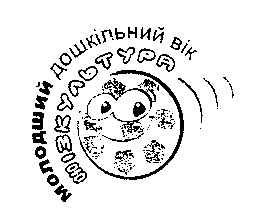 молодший дошкільний вік
ФІЗКУЛЬТУРА